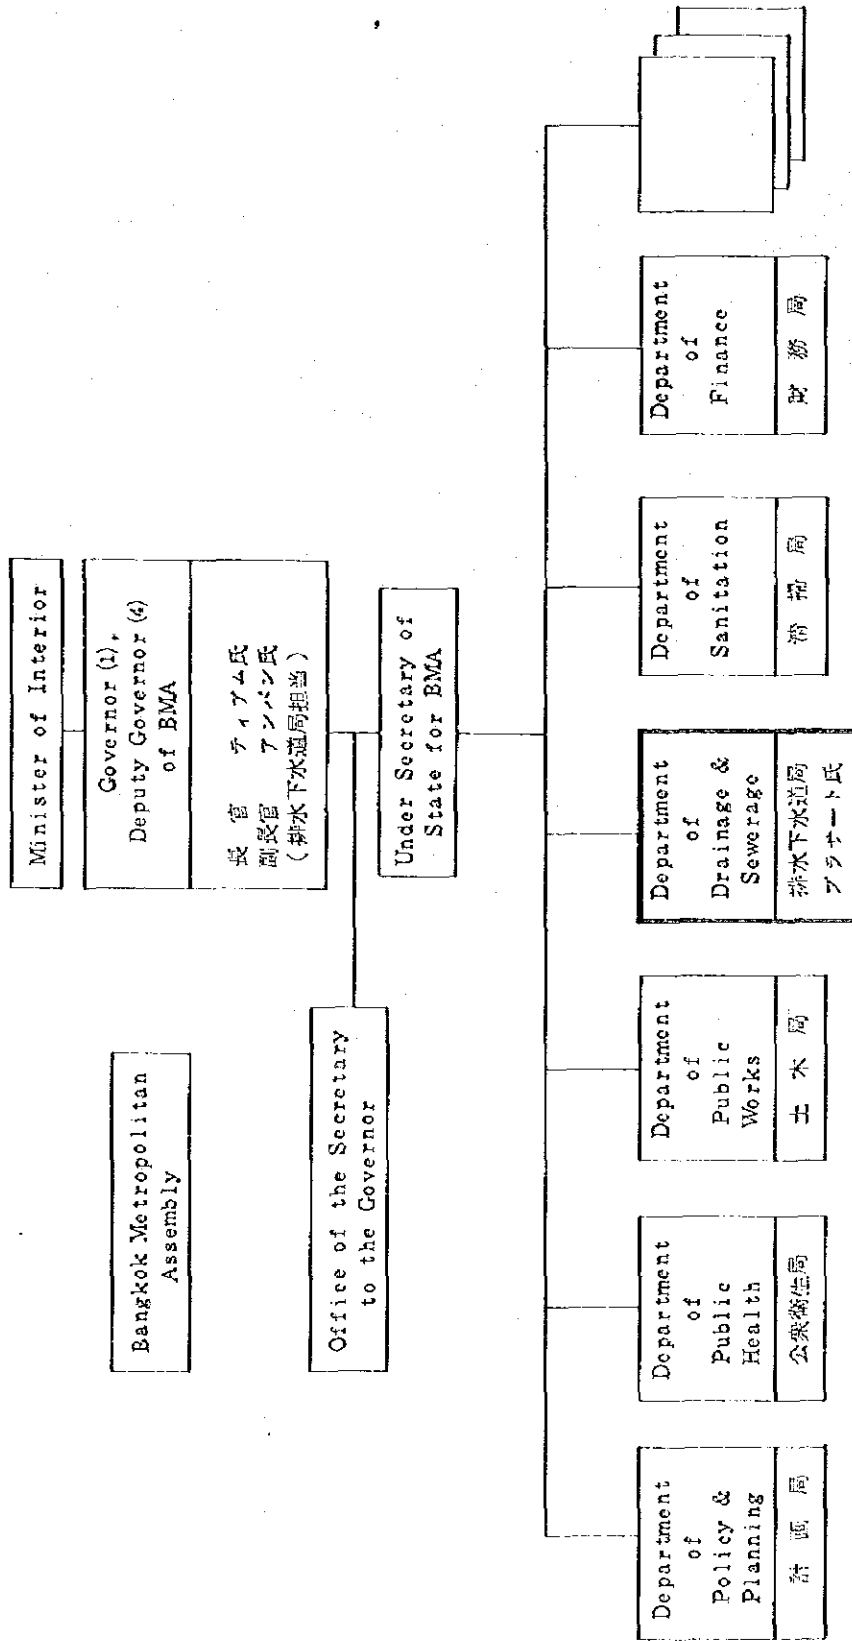 Minister of Interior
Governor (1),
Deputy Governor (4)
of BMA
長官 ティアム氏
副長官 アンパン氏
(排水下水道局担当)
Bangkok Metropolitan
Assembly
Office of the Secretary
to the Governor
Under Secretary of
State for BMA
Department
of
Policy &
Planning
計画局
Department
of
Public
Health
公衆衛生局
Department
of
Public
Works
土木局
Department
of
Drainage &
Sewerage
排水下水道局
プラサート氏
Department
of
Sanitation
清掃局
Department
of
Finance
財務局